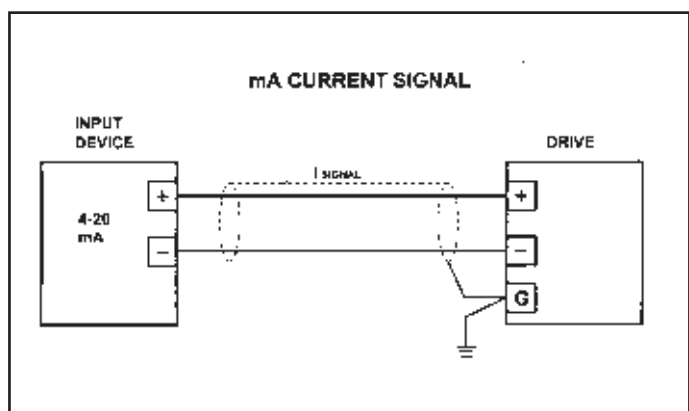 mA CURRENT SIGNAL
INPUT
DEVICE
DRIVE
I SIGNAL
+
+
4-20
mA
–
–
G